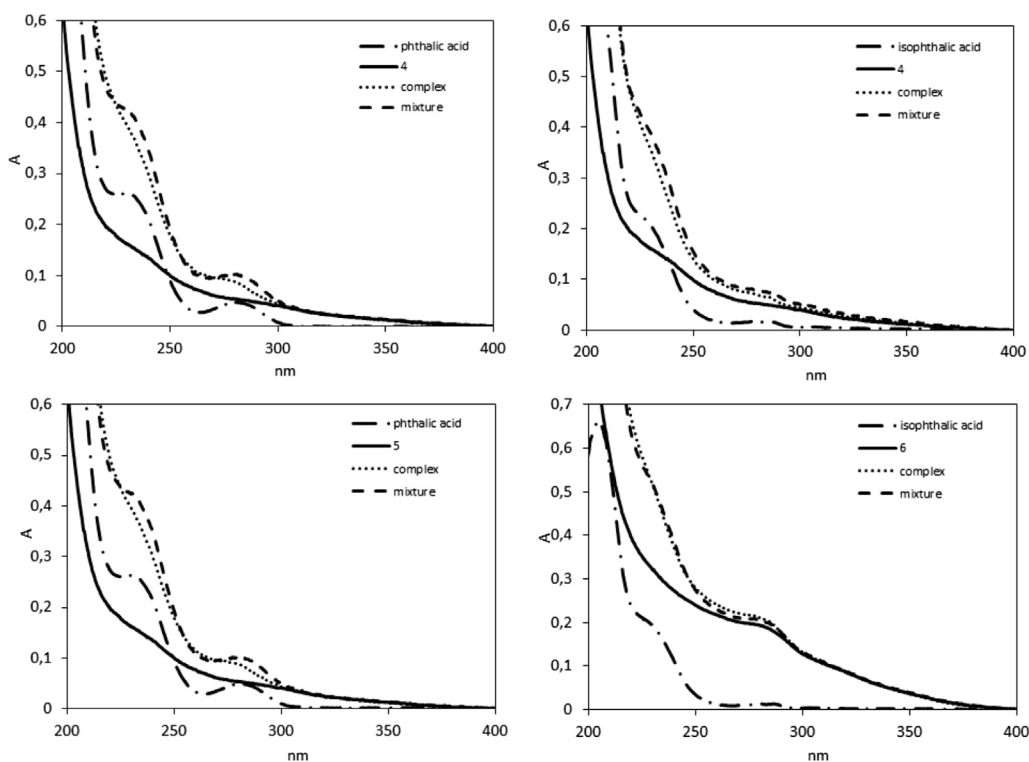 0,6
0,5
0,4
0,3
0,2
0,1
0
A
200 250 300 350 400
nm
phthalic acid
4
complex
mixture
0,6
0,5
0,4
0,3
0,2
0,1
0
A
200 250 300 350 400
nm
isophthalic acid
4
complex
mixture
0,6
0,5
0,4
0,3
0,2
0,1
0
A
200 250 300 350 400
nm
phthalic acid
5
complex
mixture
0,7
0,6
0,5
0,4
0,3
0,2
0,1
0
A
200 250 300 350 400
nm
isophthalic acid
6
complex
mixture